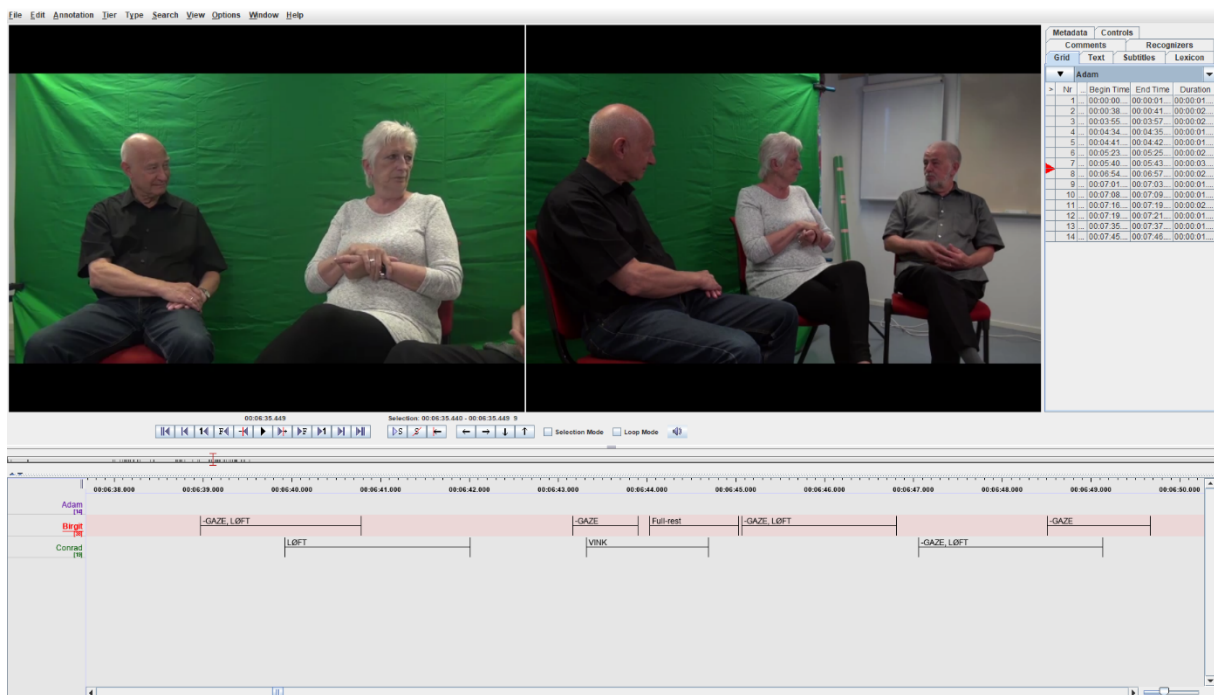 File Edit Annotation Tier Type Search View Options Window Help
Metadata Controls
Comments Recognizers
Grid Text Subtitles Lexicon
▼ Adam
> Nr ... Begin Time End Time Duration
1 ... 00:00:00... 00:00:01... 00:00:01...
2 ... 00:00:38... 00:00:41... 00:00:02...
3 ... 00:03:55... 00:03:57... 00:00:02...
4 ... 00:04:34... 00:04:35... 00:00:01...
5 ... 00:04:41... 00:04:42... 00:00:01...
6 ... 00:05:23... 00:05:25... 00:00:02...
7 ... 00:05:40... 00:05:43... 00:00:03...
8 ... 00:06:54... 00:06:57... 00:00:02...
9 ... 00:07:01... 00:07:03... 00:00:01...
10 ... 00:07:08... 00:07:09... 00:00:01...
11 ... 00:07:16... 00:07:19... 00:00:02...
12 ... 00:07:19... 00:07:21... 00:00:01...
13 ... 00:07:35... 00:07:37... 00:00:01...
14 ... 00:07:45... 00:07:46... 00:00:01...
00:06:35.449 Selection: 00:06:35.440 - 00:06:35.449 9
Selection Mode Loop Mode
00:06:38.000 00:06:39.000 00:06:40.000 00:06:41.000 00:06:42.000 00:06:43.000 00:06:44.000 00:06:45.000 00:06:46.000 00:06:47.000 00:06:48.000 00:06:49.000 00:06:50.000
Adam
[14]
Birgit -GAZE, LØFT -GAZE Full-rest -GAZE, LØFT -GAZE
Conrad LØFT VINK -GAZE, LØFT